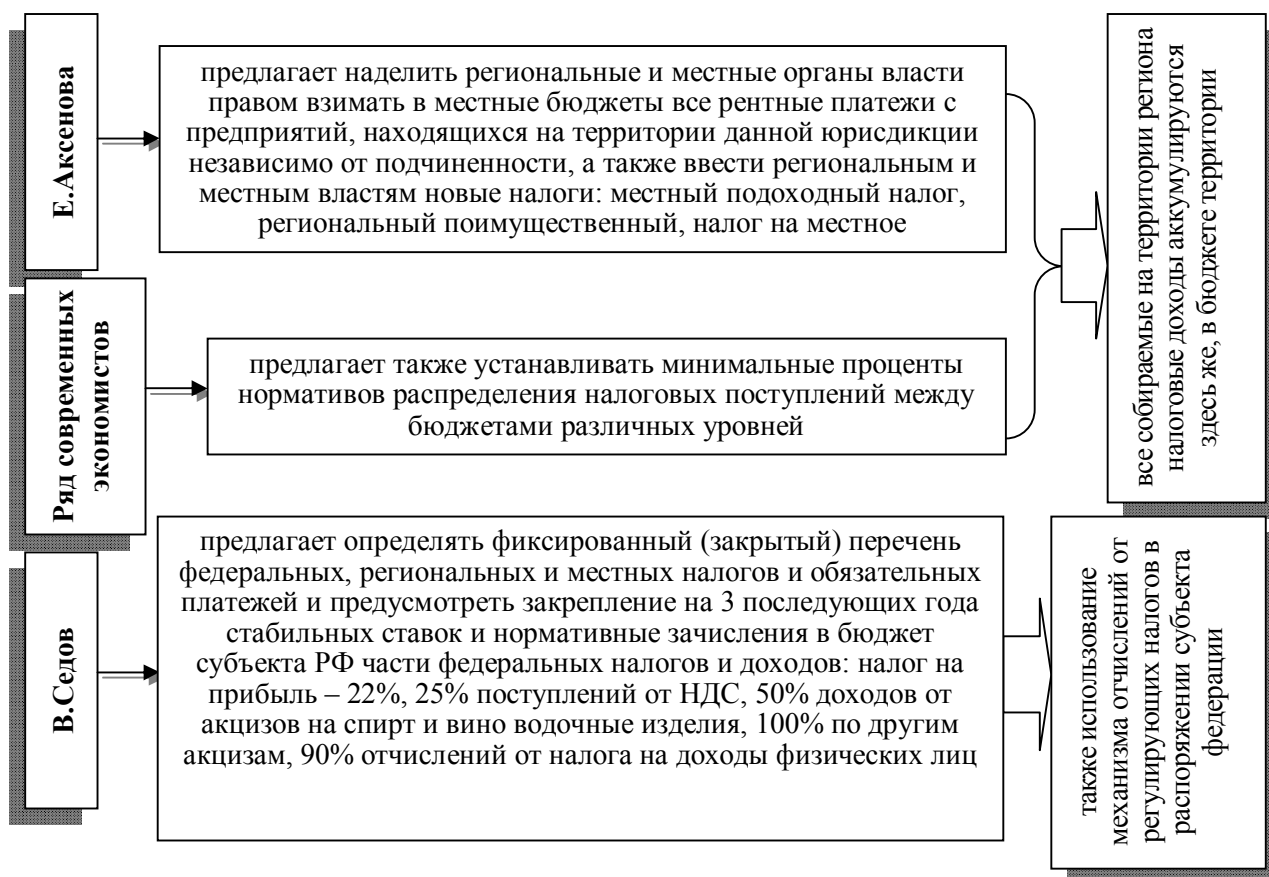 Е.Аксенова
предлагает наделить региональные и местные органы власти
правом взимать в местные бюджеты все рентные платежи с
предприятий, находящихся на территории данной юрисдикции
независимо от подчиненности, а также ввести региональным и
местным властям новые налоги: местный подоходный налог,
региональный поимущественный, налог на местное
Ряд современных
экономистов
предлагает также устанавливать минимальные проценты
нормативов распределения налоговых поступлений между
бюджетами различных уровней
все собираемые на территории региона
налоговые доходы аккумулируются
здесь же, в бюджете территории
В.Седов
предлагает определять фиксированный (закрытый) перечень
федеральных, региональных и местных налогов и обязательных
платежей и предусмотреть закрепление на 3 последующих года
стабильных ставок и нормативные зачисления в бюджет
субъекта РФ части федеральных налогов и доходов: налог на
прибыль – 22%, 25% поступлений от НДС, 50% доходов от
акцизов на спирт и вино водочные изделия, 100% по другим
акцизам, 90% отчислений от налога на доходы физических лиц
также использование
механизма отчислений от
регулирующих налогов в
распоряжении субъекта
федерации